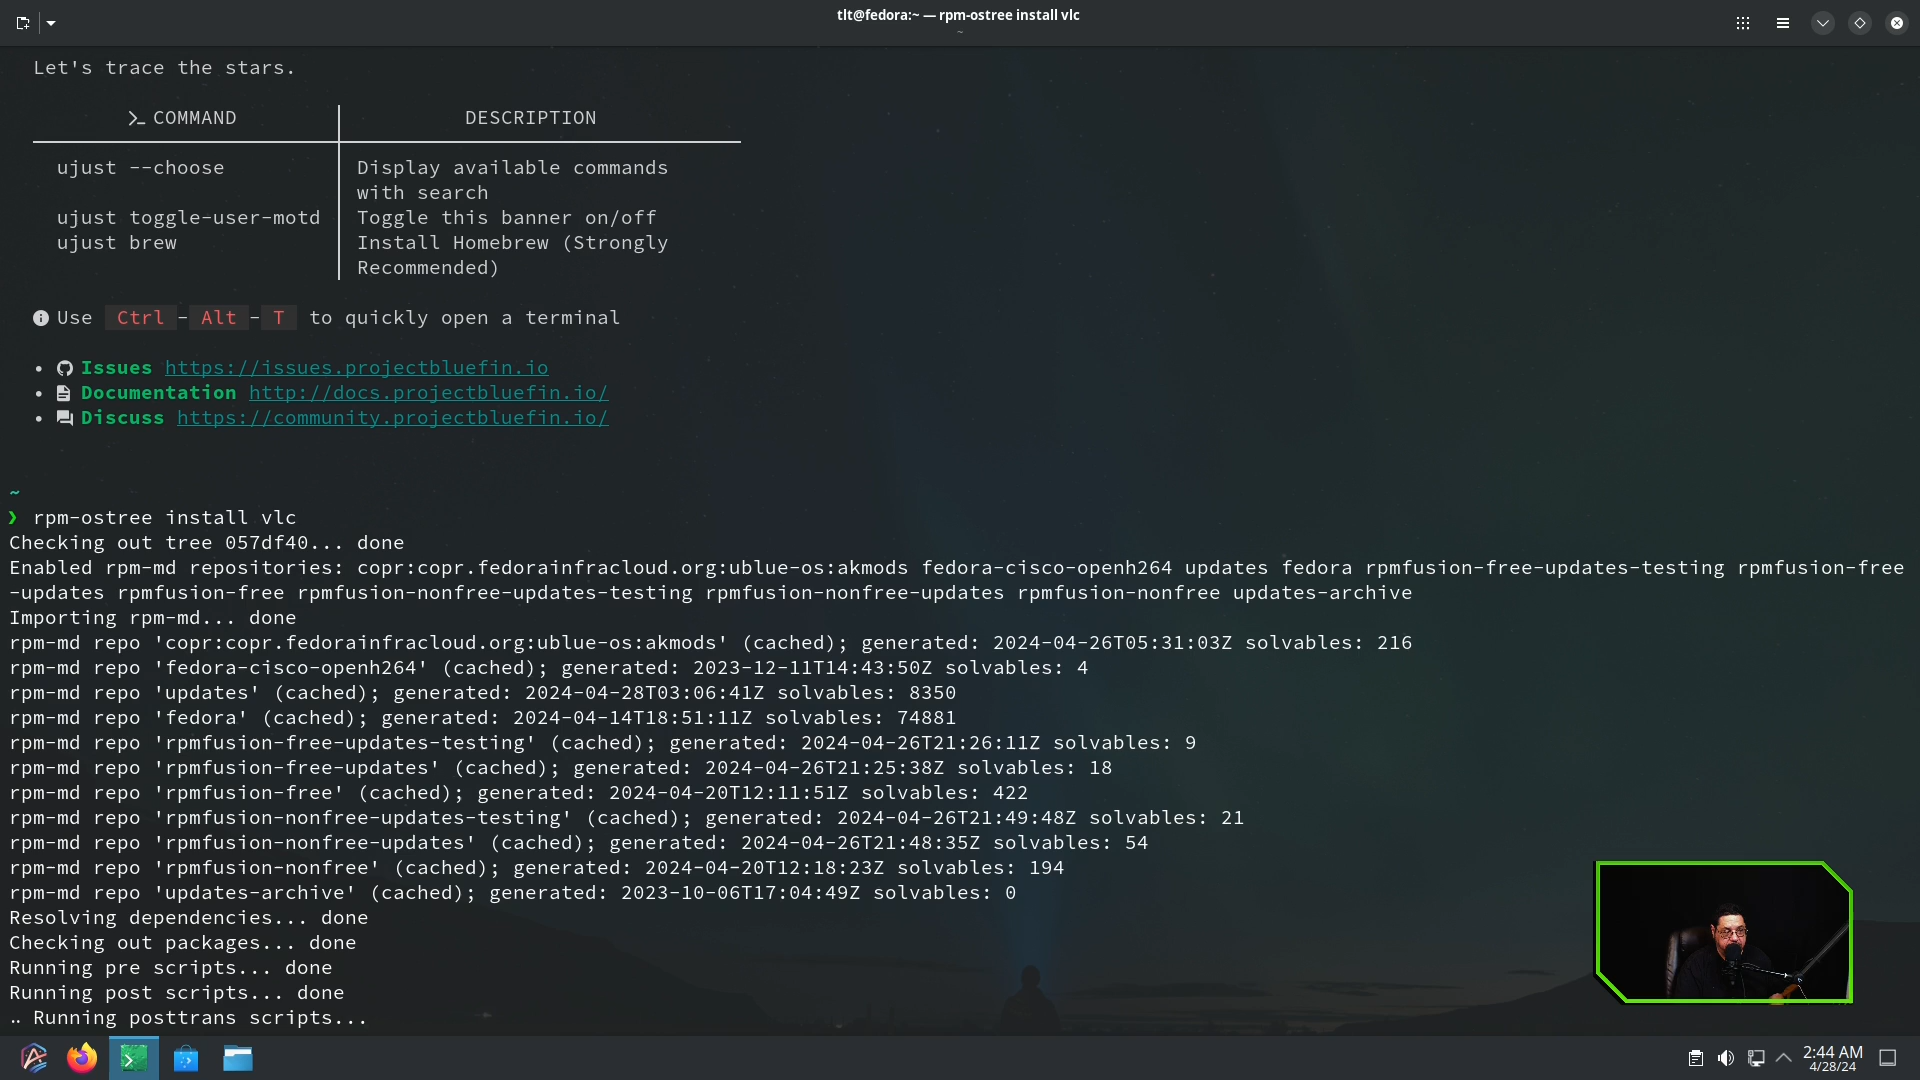 tlt@fedora:~ — rpm-ostree install vlc
~
Let's trace the stars.
COMMAND DESCRIPTION
ujust --choose Display available commands
with search
ujust toggle-user-motd Toggle this banner on/off
ujust brew Install Homebrew (Strongly
Recommended)
Use Ctrl - Alt - T to quickly open a terminal
• Issues https://issues.projectbluefin.io
• Documentation http://docs.projectbluefin.io/
• Discuss https://community.projectbluefin.io/
~
❯ rpm-ostree install vlc
Checking out tree 057df40... done
Enabled rpm-md repositories: copr:copr.fedorainfracloud.org:ublue-os:akmods fedora-cisco-openh264 updates fedora rpmfusion-free-updates-testing rpmfusion-free
-updates rpmfusion-free rpmfusion-nonfree-updates-testing rpmfusion-nonfree-updates rpmfusion-nonfree updates-archive
Importing rpm-md... done
rpm-md repo 'copr:copr.fedorainfracloud.org:ublue-os:akmods' (cached); generated: 2024-04-26T05:31:03Z solvables: 216
rpm-md repo 'fedora-cisco-openh264' (cached); generated: 2023-12-11T14:43:50Z solvables: 4
rpm-md repo 'updates' (cached); generated: 2024-04-28T03:06:41Z solvables: 8350
rpm-md repo 'fedora' (cached); generated: 2024-04-14T18:51:11Z solvables: 74881
rpm-md repo 'rpmfusion-free-updates-testing' (cached); generated: 2024-04-26T21:26:11Z solvables: 9
rpm-md repo 'rpmfusion-free-updates' (cached); generated: 2024-04-26T21:25:38Z solvables: 18
rpm-md repo 'rpmfusion-free' (cached); generated: 2024-04-20T12:11:51Z solvables: 422
rpm-md repo 'rpmfusion-nonfree-updates-testing' (cached); generated: 2024-04-26T21:49:48Z solvables: 21
rpm-md repo 'rpmfusion-nonfree-updates' (cached); generated: 2024-04-26T21:48:35Z solvables: 54
rpm-md repo 'rpmfusion-nonfree' (cached); generated: 2024-04-20T12:18:23Z solvables: 194
rpm-md repo 'updates-archive' (cached); generated: 2023-10-06T17:04:49Z solvables: 0
Resolving dependencies... done
Checking out packages... done
Running pre scripts... done
Running post scripts... done
.. Running posttrans scripts...
2:44 AM
4/28/24